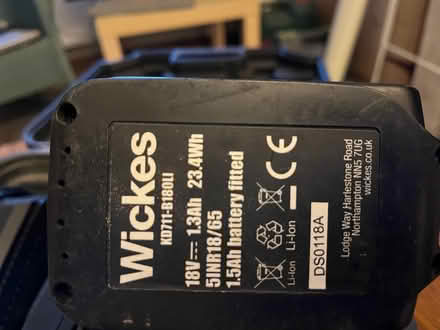 Wickes
KD711-B180LI
18V 1.3Ah 23.4Wh
5INR18/65
1.5Ah battery fitted
Li-ion Li-ion
CE
DS0118A
Lodge Way, Harlestone Road
Northampton NN5 7UG
wickes.co.uk